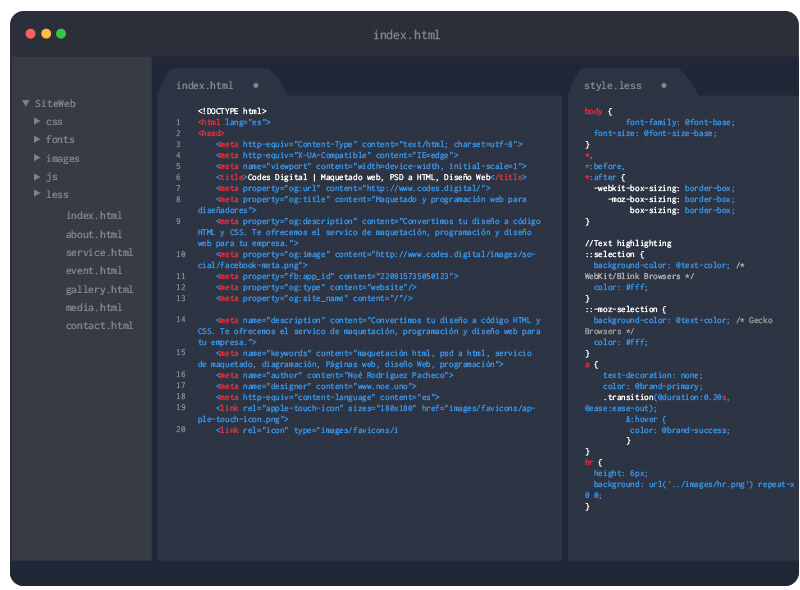 index.html
SiteWeb
css
fonts
images
js
less
index.html
about.html
service.html
event.html
gallery.html
media.html
contact.html
index.html
<!DOCTYPE html>
1 <html lang="es">
2 <head>
3 <meta http-equiv="Content-Type" content="text/html; charset=utf-8">
4 <meta http-equiv="X-UA-Compatible" content="IE=edge">
5 <meta name="viewport" content="width=device-width, initial-scale=1">
6 <title>Codes Digital | Maquetado web, PSD a HTML, Diseño Web</title>
7 <meta property="og:url" content="http://www.codes.digital/">
8 <meta property="og:title" content="Maquetado y programación web para
diseñadores">
9 <meta property="og:description" content="Convertimos tu diseño a código
HTML y CSS. Te ofrecemos el servico de maquetación, programación y diseño
web para tu empresa.">
10 <meta property="og:image" content="http://www.codes.digital/images/so-
cial/facebook-meta.png">
11 <meta property="fb:app_id" content="220915735050123">
12 <meta property="og:type" content="website"/>
13 <meta property="og:site_name" content="/"/>
14 <meta name="description" content="Convertimos tu diseño a código HTML y
CSS. Te ofrecemos el servico de maquetación, programación y diseño web para
tu empresa.">
15 <meta name="keywords" content="maquetación html, psd a html, servicio
de maquetado, diagramación, Páginas web, diseño Web, programación">
16 <meta name="author" content="Noé Rodríguez Pacheco">
17 <meta name="designer" content="www.noe.uno">
18 <meta http-equiv="content-language" content="es">
19 <link rel="apple-touch-icon" sizes="180x180" href="images/favicons/ap-
ple-touch-icon.png">
20 <link rel="icon" type="images/favicons/i
style.less
body {
font-family: @font-base;
font-size: @font-size-base;
}
*,
*:before,
*:after {
-webkit-box-sizing: border-box;
-moz-box-sizing: border-box;
box-sizing: border-box;
}
//Text highlighting
::selection {
background-color: @text-color; /*
WebKit/Blink Browsers */
color: #fff;
}
::-moz-selection {
background-color: @text-color; /* Gecko
Browsers */
color: #fff;
}
a {
text-decoration: none;
color: @brand-primary;
.transition(@duration:0.20s,
@ease:ease-out);
&:hover {
color: @brand-success;
}
}
hr {
height: 6px;
background: url('../images/hr.png') repeat-x
0 0;
}